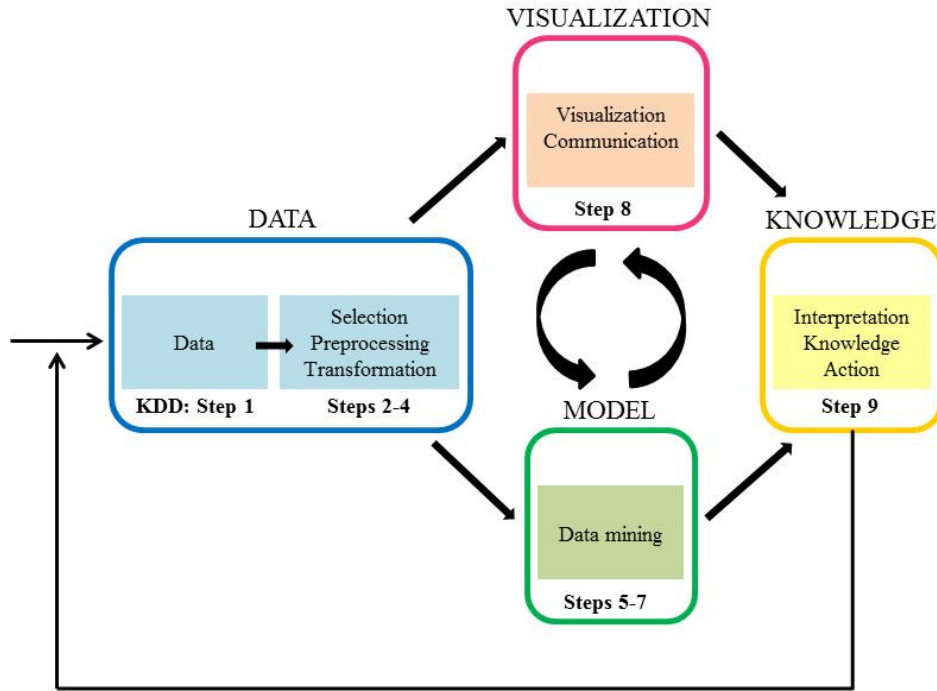 VISUALIZATION
Visualization
Communication
Step 8
DATA
Data
Selection
Preprocessing
Transformation
KDD: Step 1
Steps 2-4
KNOWLEDGE
Interpretation
Knowledge
Action
Step 9
MODEL
Data mining
Steps 5-7